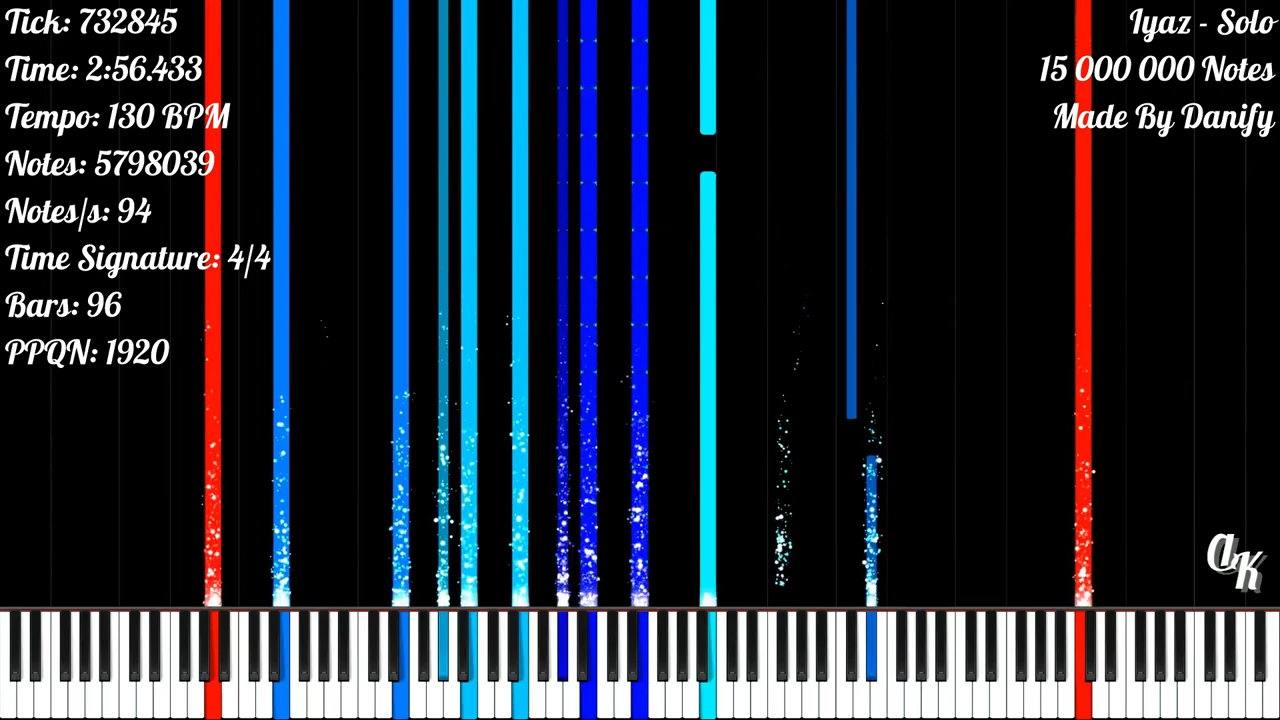 Tick: 732845
Time: 2:56.433
Tempo: 130 BPM
Notes: 5798039
Notes/s: 94
Time Signature: 4/4
Bars: 96
PPQN: 1920
Iyaz - Solo
15 000 000 Notes
Made By Danify
aK